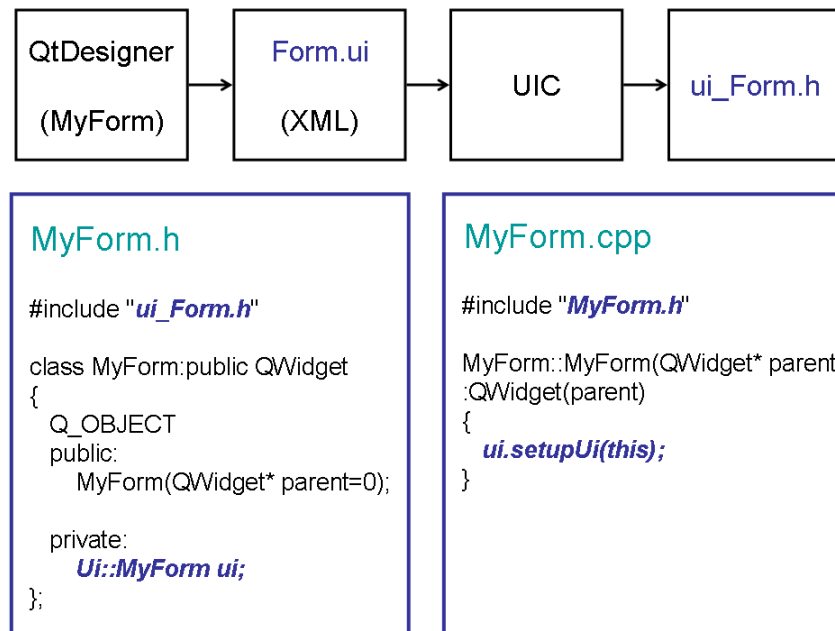 QtDesigner
(MyForm)
Form.ui
(XML)
UIC
ui_Form.h
MyForm.h
#include "ui_Form.h"
class MyForm:public QWidget
{
Q_OBJECT
public:
MyForm(QWidget* parent=0);
private:
Ui::MyForm ui;
};
MyForm.cpp
#include "MyForm.h"
MyForm::MyForm(QWidget* parent
:QWidget(parent)
{
ui.setupUi(this);
}